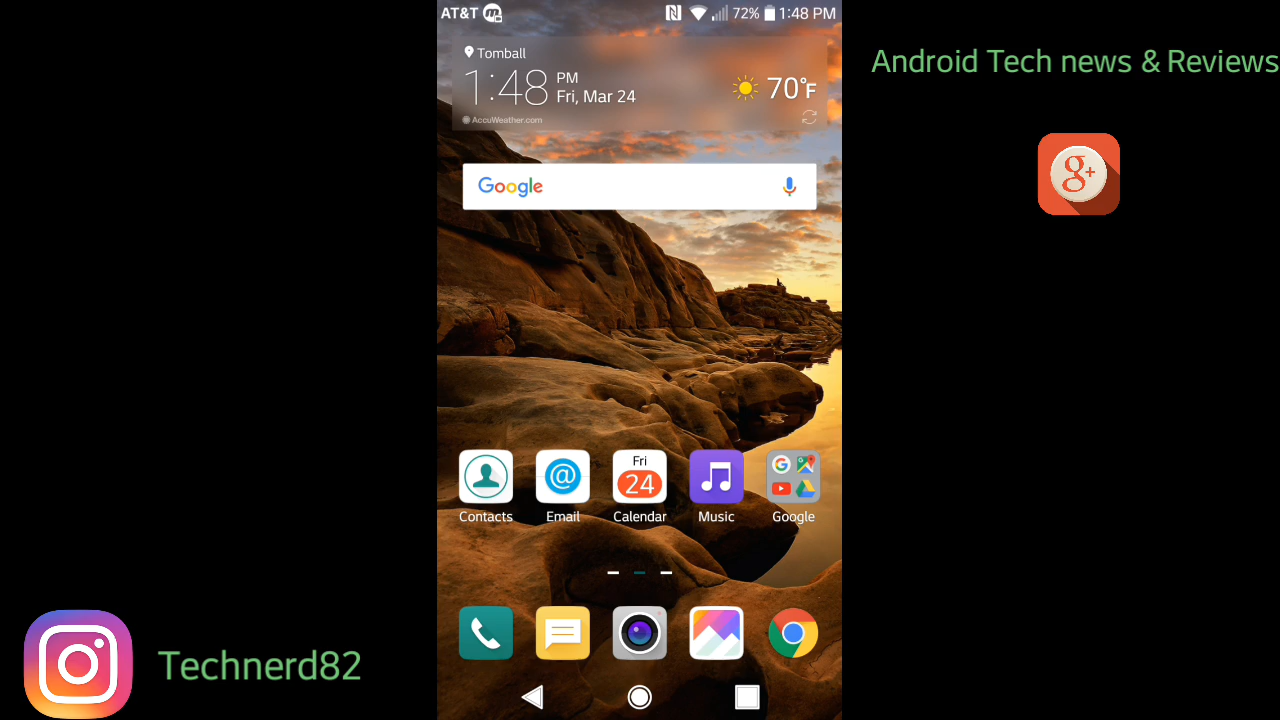 AT&T
72% 1:48 PM
Android Tech news & Reviews
Tomball
1:48 PM
Fri, Mar 24
70°F
AccuWeather.com
Google
g+
Fri
24
@
Contacts Email Calendar Music Google
Technerd82